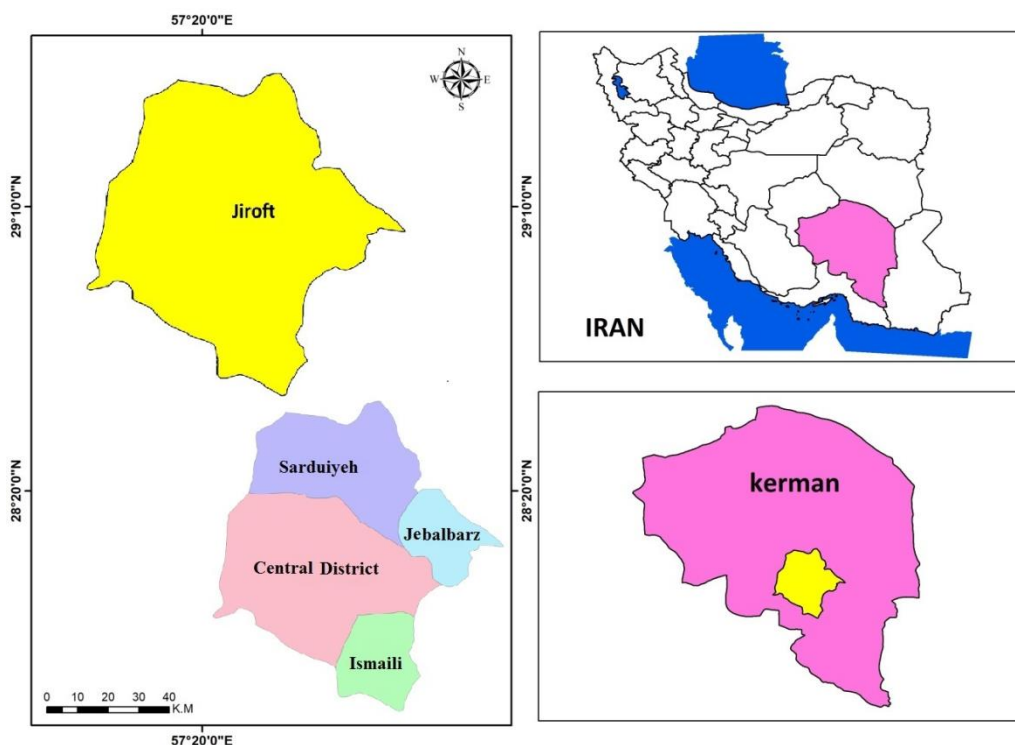 57°20'0"E
N
W E
S
29°10'0"N
29°10'0"N
Jiroft
28°20'0"N
28°20'0"N
Sarduiyeh
Jebalbarz
Central District
Ismaili
0 5 10 20 30 40
K.M
57°20'0"E
IRAN
kerman